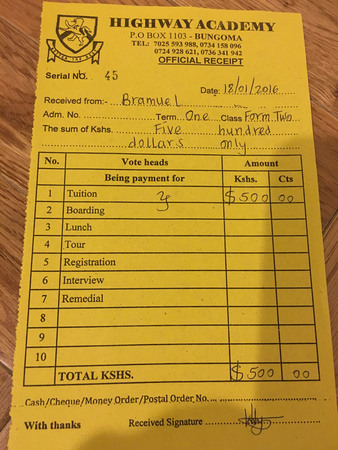 HIGHWAY ACADEMY
P.O BOX 1103 - BUNGOMA
TEL: 7025 593 988, 0734 158 096
0724 928 621, 0736 341 942
OFFICIAL RECEIPT
Serial NO. 45
Date: 18/01/2016
Received from:- Bramuel
Adm. No. Term One Class Form Two
The sum of Kshs. Five hundred
dollars only
No. Vote heads Amount
Being payment for Kshs. Cts
1 Tuition $500 00
2 Boarding
3 Lunch
4 Tour
5 Registration
6 Interview
7 Remedial
8
9
10
TOTAL KSHS. $500 00
Cash/Cheque/Money Order/Postal Order No.
With thanks Received Signature